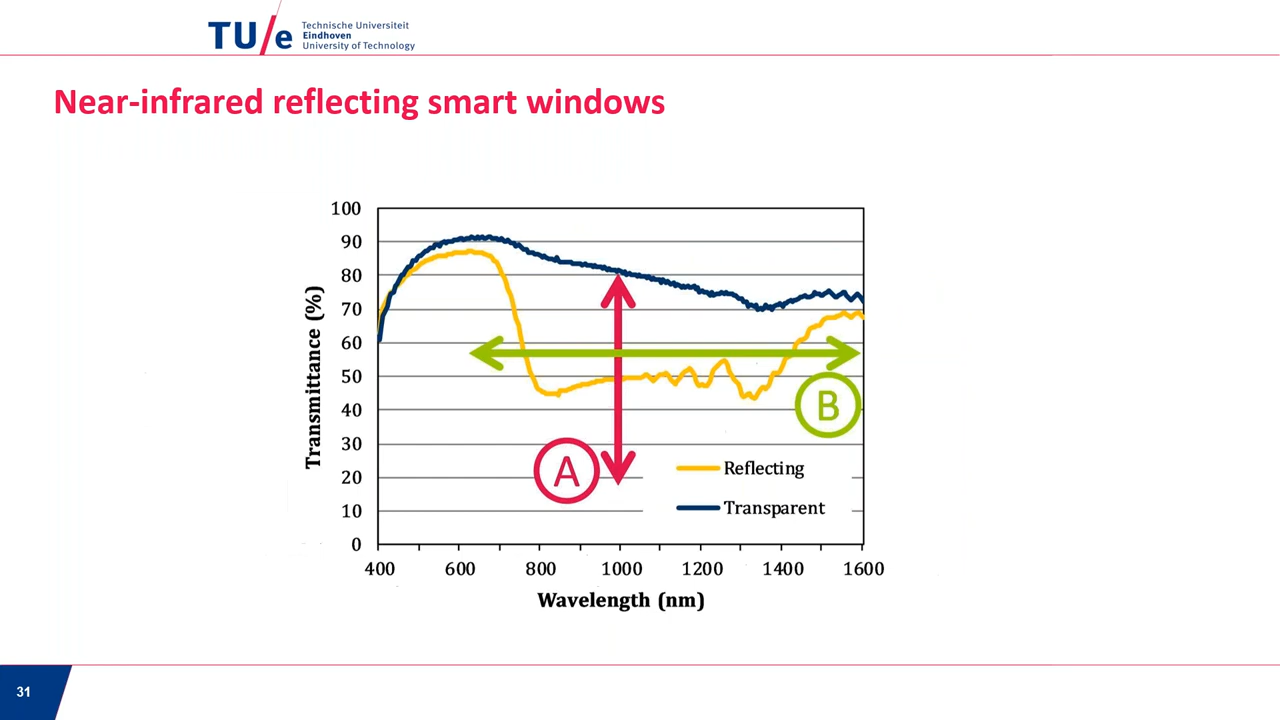 TU/e
Technische Universiteit
Eindhoven
University of Technology
Near-infrared reflecting smart windows
Transmittance (%)
100
90
80
70
60
50
40
30
20
10
0
A
B
Reflecting
Transparent
400 600 800 1000 1200 1400 1600
Wavelength (nm)
31